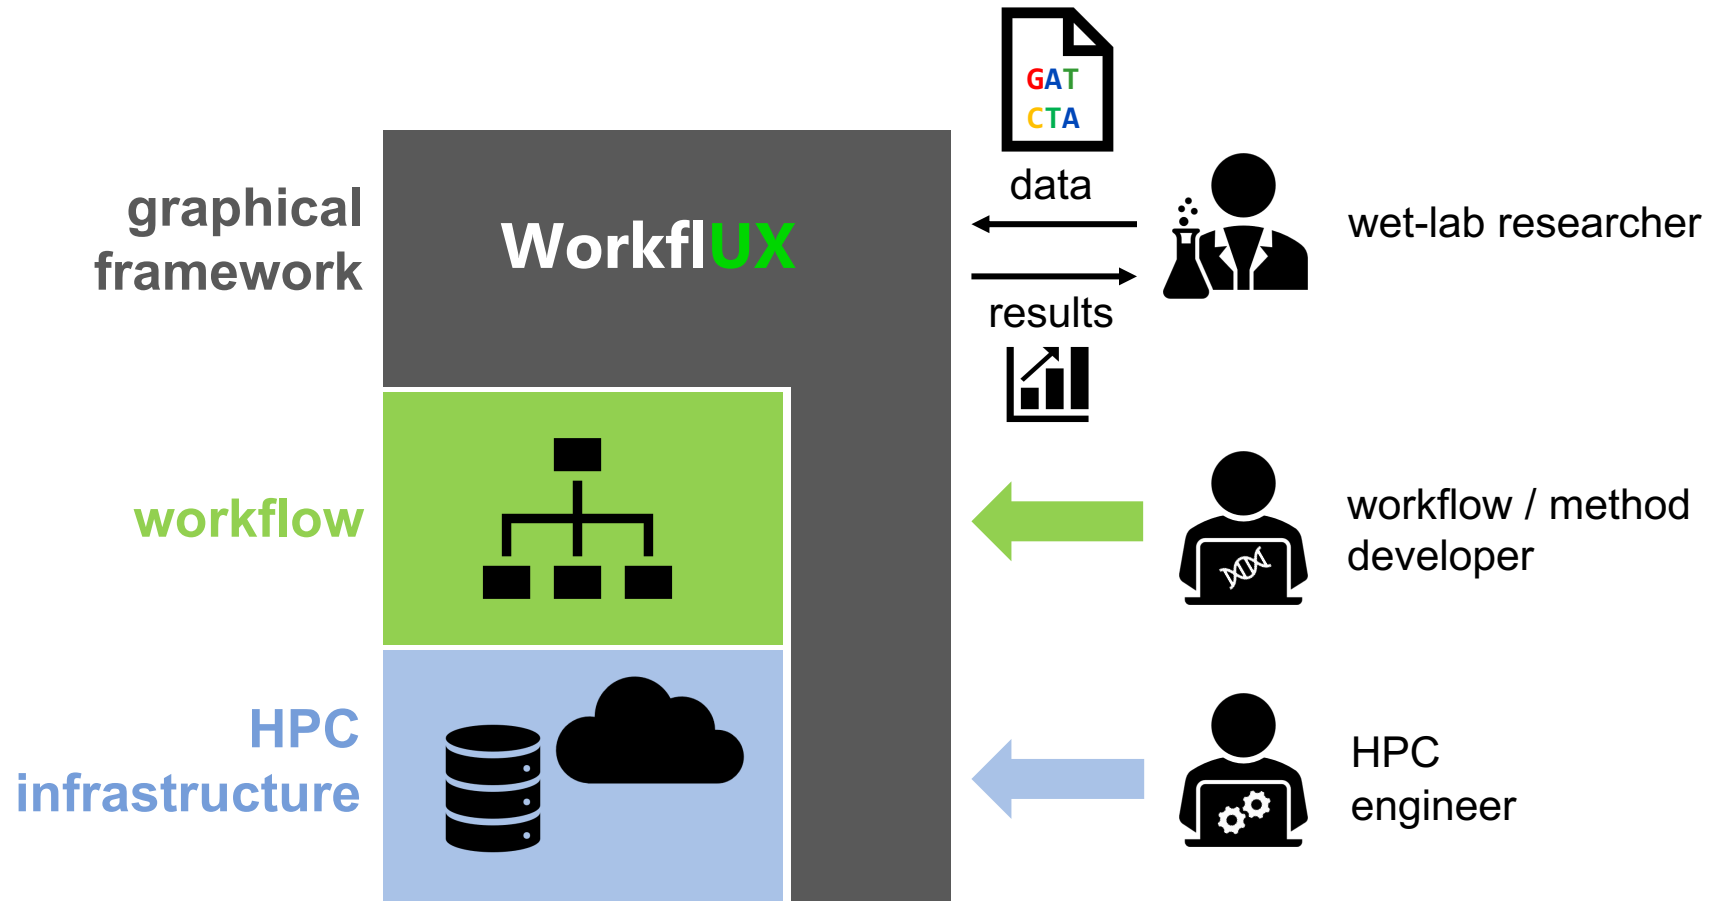 GAT
CTA
data
graphical
framework
WorkflUX
wet-lab researcher
results
workflow
workflow / method
developer
HPC
infrastructure
HPC
engineer